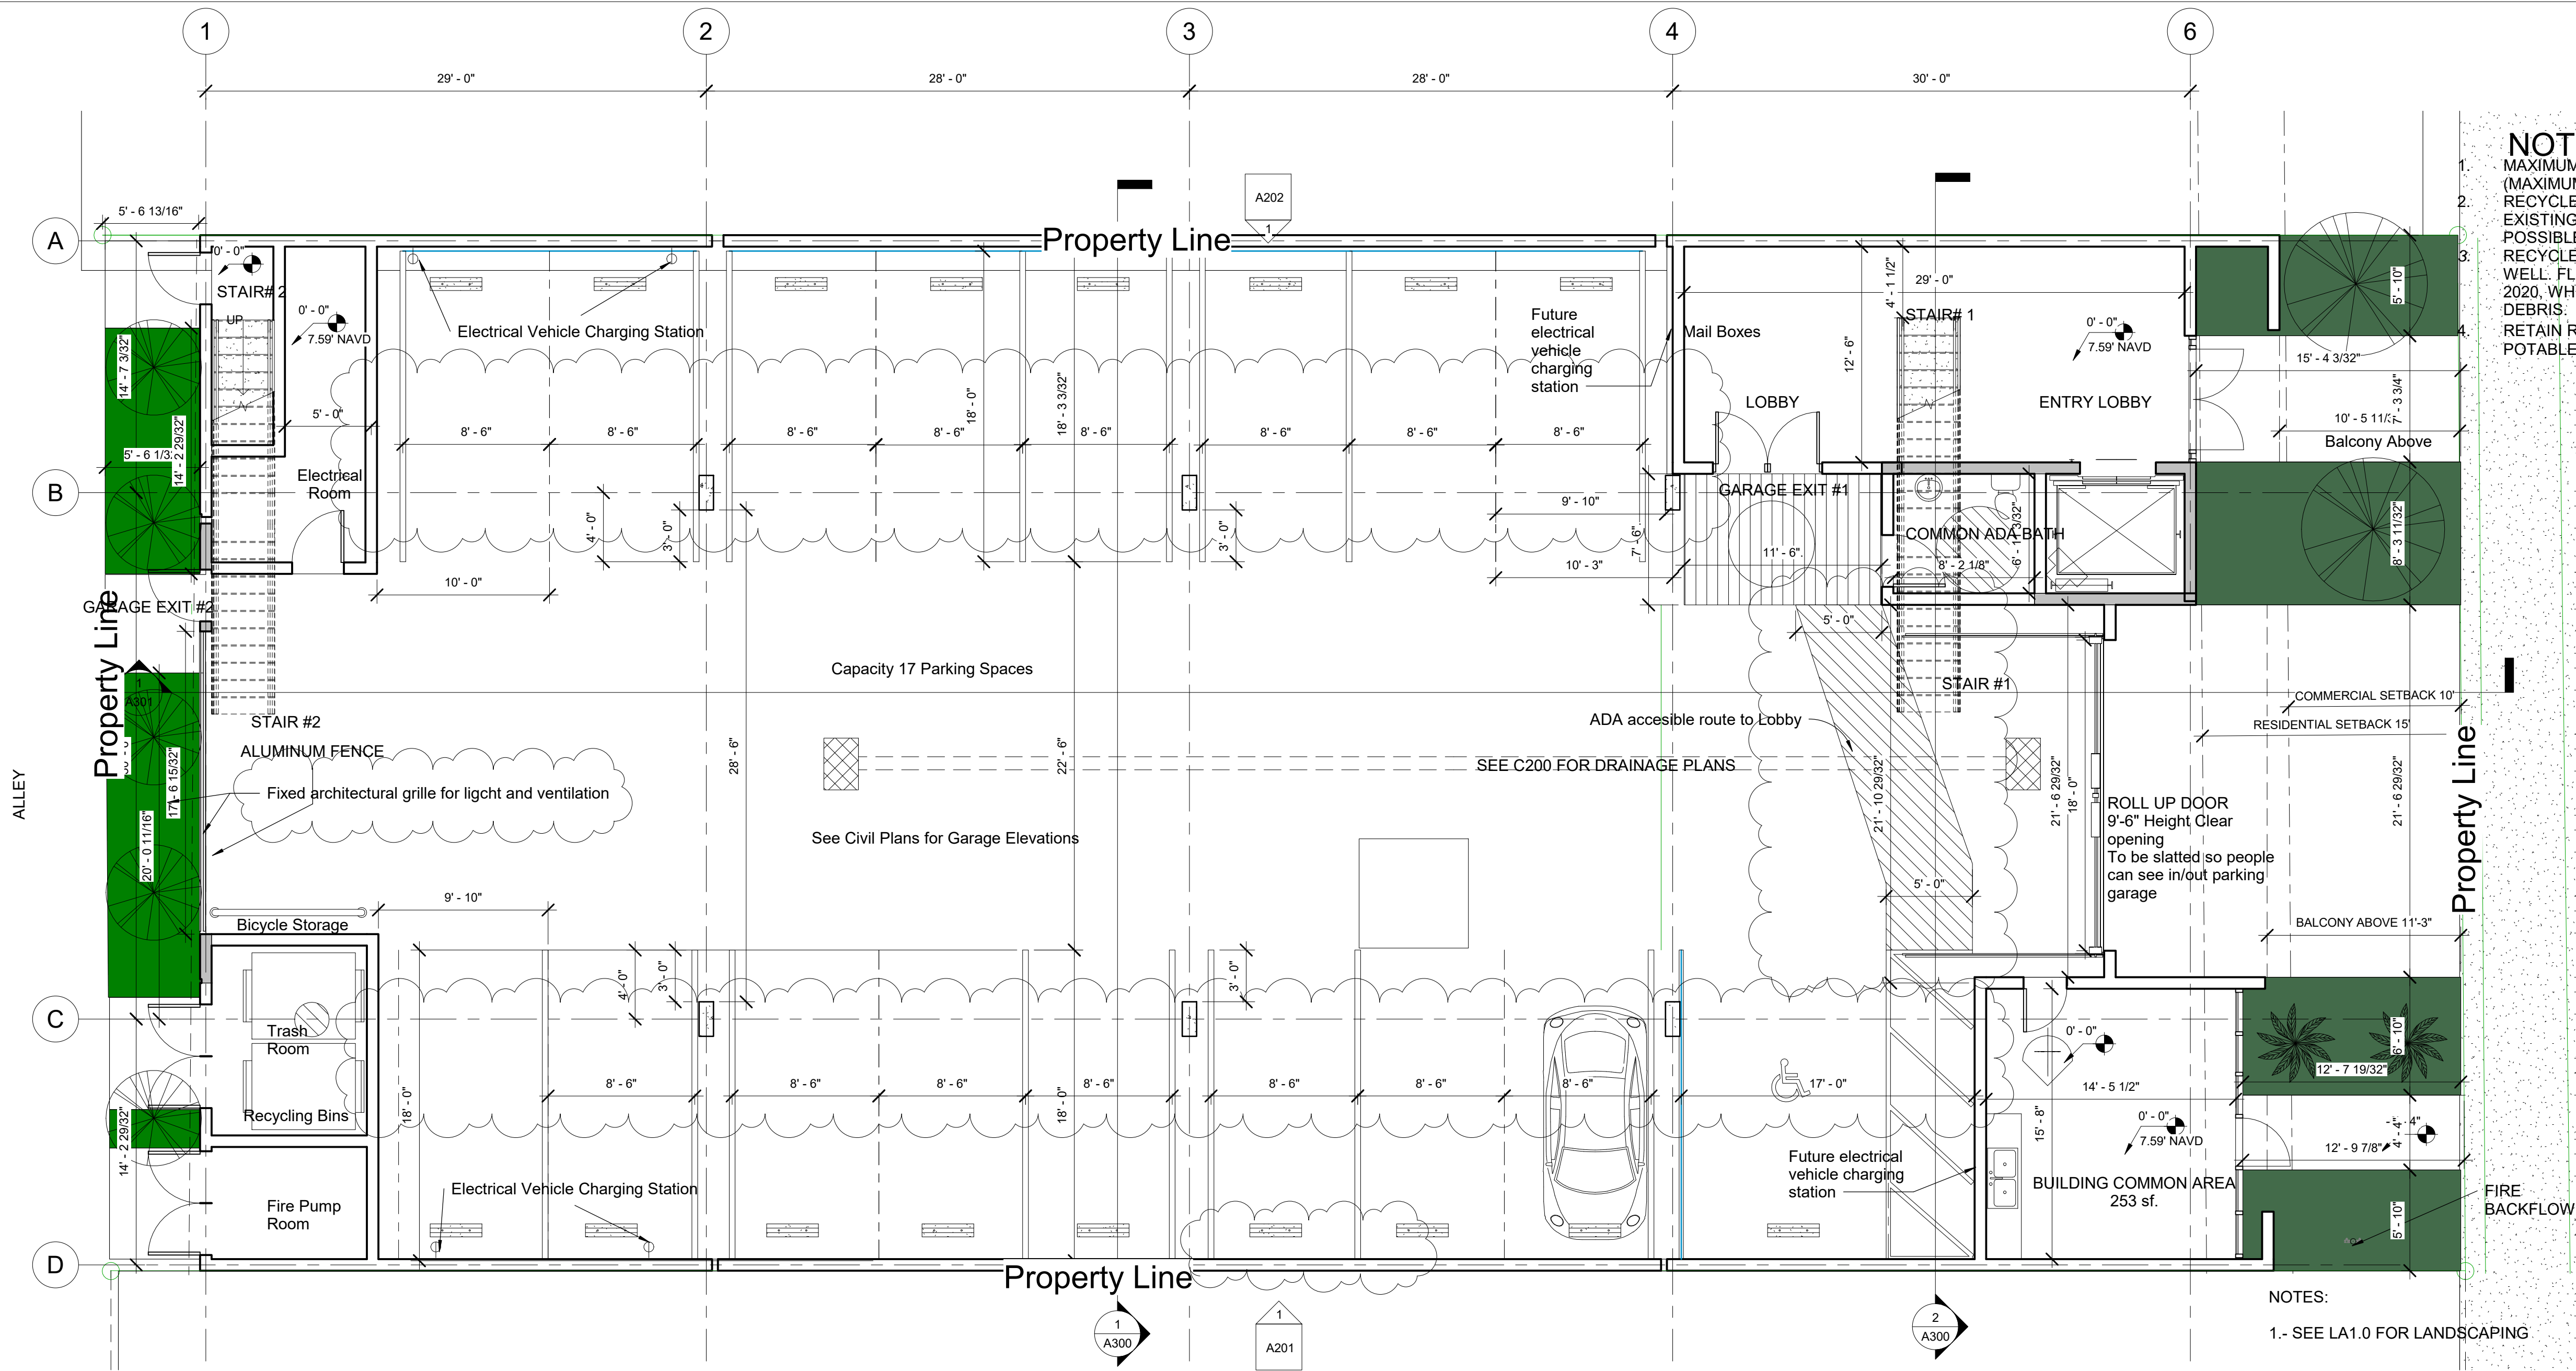 1
2
3
4
6
29' - 0"
28' - 0"
28' - 0"
30' - 0"
NOT
1.
MAXIMUM
2.
RECYCLE
EXISTING
POSSIBLE
3.
RECYCLE
WELL. FL
2020, WH
DEBRIS.
4.
RETAIN R
POTABLE
A202
1
5' - 6 13/16"
A
Property Line
0' - 0"
STAIR# 2
UP
0' - 0"
7.59' NAVD
Electrical Vehicle Charging Station
14' - 7 3/32"
5' - 0"
14' - 2 29/32"
Electrical
Room
8' - 6"
8' - 6"
8' - 6"
8' - 6"
8' - 6"
8' - 6"
8' - 6"
8' - 6"
18' - 0"
18' - 3 3/32"
Future
electrical
vehicle
charging
station
Mail Boxes
29' - 0"
4' - 1 1/2"
STAIR# 1
12' - 6"
0' - 0"
7.59' NAVD
LOBBY
ENTRY LOBBY
5' - 10"
15' - 4 3/32"
7' - 3 3/4"
Balcony Above
B
4' - 0"
3' - 0"
3' - 0"
9' - 10"
GARAGE EXIT #1
7' - 6"
COMMON ADA BATH
11' - 6"
8' - 2 1/8"
8' - 3 11/32"
10' - 0"
10' - 3"
GARAGE EXIT #2
5' - 0"
Property Line
Capacity 17 Parking Spaces
1
A301
STAIR #1
COMMERCIAL SETBACK 10'
STAIR #2
ADA accesible route to Lobby
RESIDENTIAL SETBACK 15'
ALUMINUM FENCE
17' - 6 15/32"
28' - 6"
22' - 6"
SEE C200 FOR DRAINAGE PLANS
Property Line
ALLEY
Fixed architectural grille for ligcht and ventilation
20' - 0 11/16"
21' - 10 29/32"
21' - 6 29/32"
18' - 0"
21' - 6 29/32"
ROLL UP DOOR
9'-6" Height Clear
opening
To be slatted so people
can see in/out parking
garage
See Civil Plans for Garage Elevations
9' - 10"
5' - 0"
Bicycle Storage
BALCONY ABOVE 11'-3"
4' - 0"
3' - 0"
3' - 0"
C
Trash
Room
0' - 0"
6' - 10"
12' - 7 19/32"
8' - 6"
8' - 6"
8' - 6"
8' - 6"
8' - 6"
8' - 6"
8' - 6"
17' - 0"
14' - 5 1/2"
Recycling Bins
18' - 0"
18' - 0"
15' - 8"
0' - 0"
7.59' NAVD
4' - 4"
14' - 2 29/32"
12' - 9 7/8"
Future electrical
vehicle charging
station
Electrical Vehicle Charging Station
BUILDING COMMON AREA
253 sf.
FIRE
BACKFLOW
Fire Pump
Room
5' - 10"
D
Property Line
NOTES:
1
A300
1
A201
2
A300
1.- SEE LA1.0 FOR LANDSCAPING